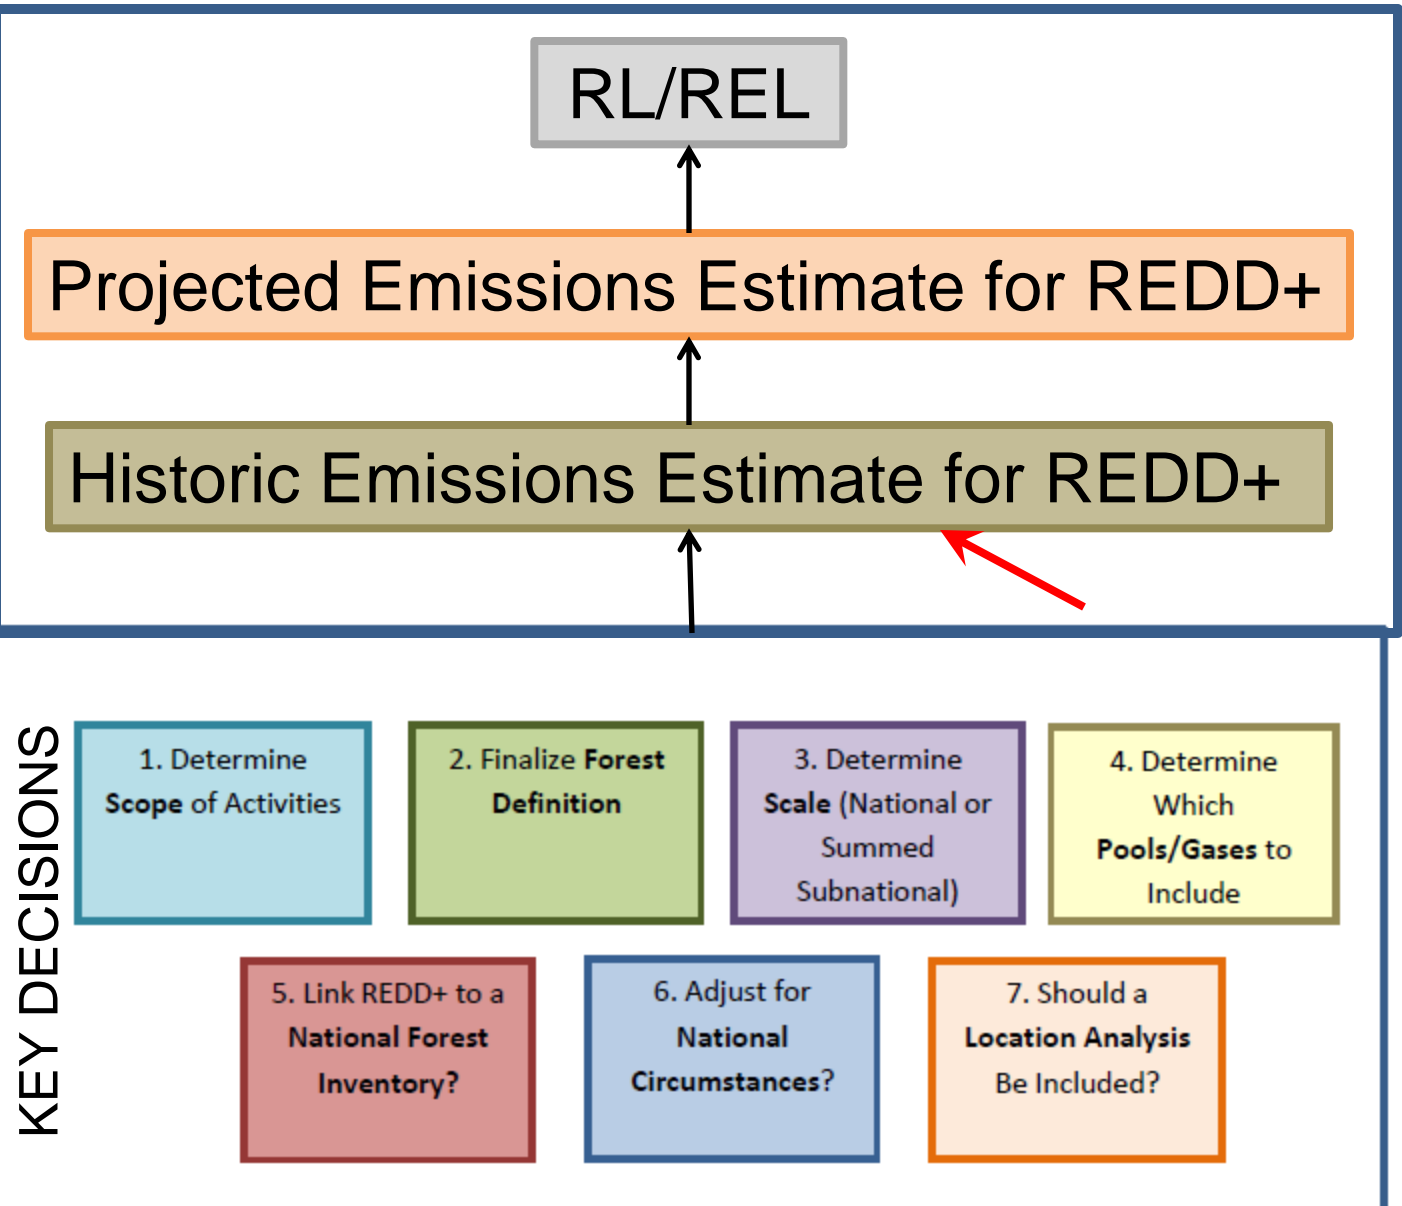 RL/REL
Projected Emissions Estimate for REDD+
Historic Emissions Estimate for REDD+
KEY DECISIONS
1. Determine
Scope of Activities
2. Finalize Forest
Definition
3. Determine
Scale (National or
Summed
Subnational)
4. Determine
Which
Pools/Gases to
Include
5. Link REDD+ to a
National Forest
Inventory?
6. Adjust for
National
Circumstances?
7. Should a
Location Analysis
Be Included?